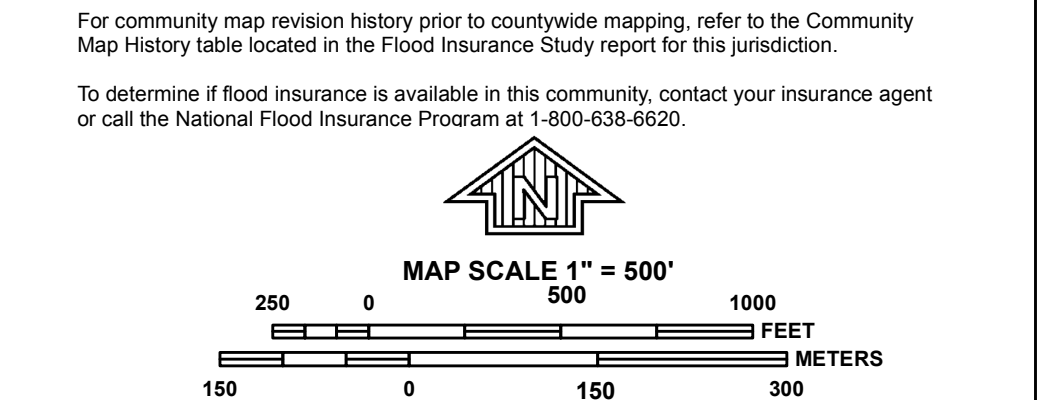 For community map revision history prior to countywide mapping, refer to the Community
Map History table located in the Flood Insurance Study report for this jurisdiction.
To determine if flood insurance is available in this community, contact your insurance agent
or call the National Flood Insurance Program at 1-800-638-6620.
N
MAP SCALE 1" = 500'
250 0 500 1000
FEET
METERS
150 0 150 300